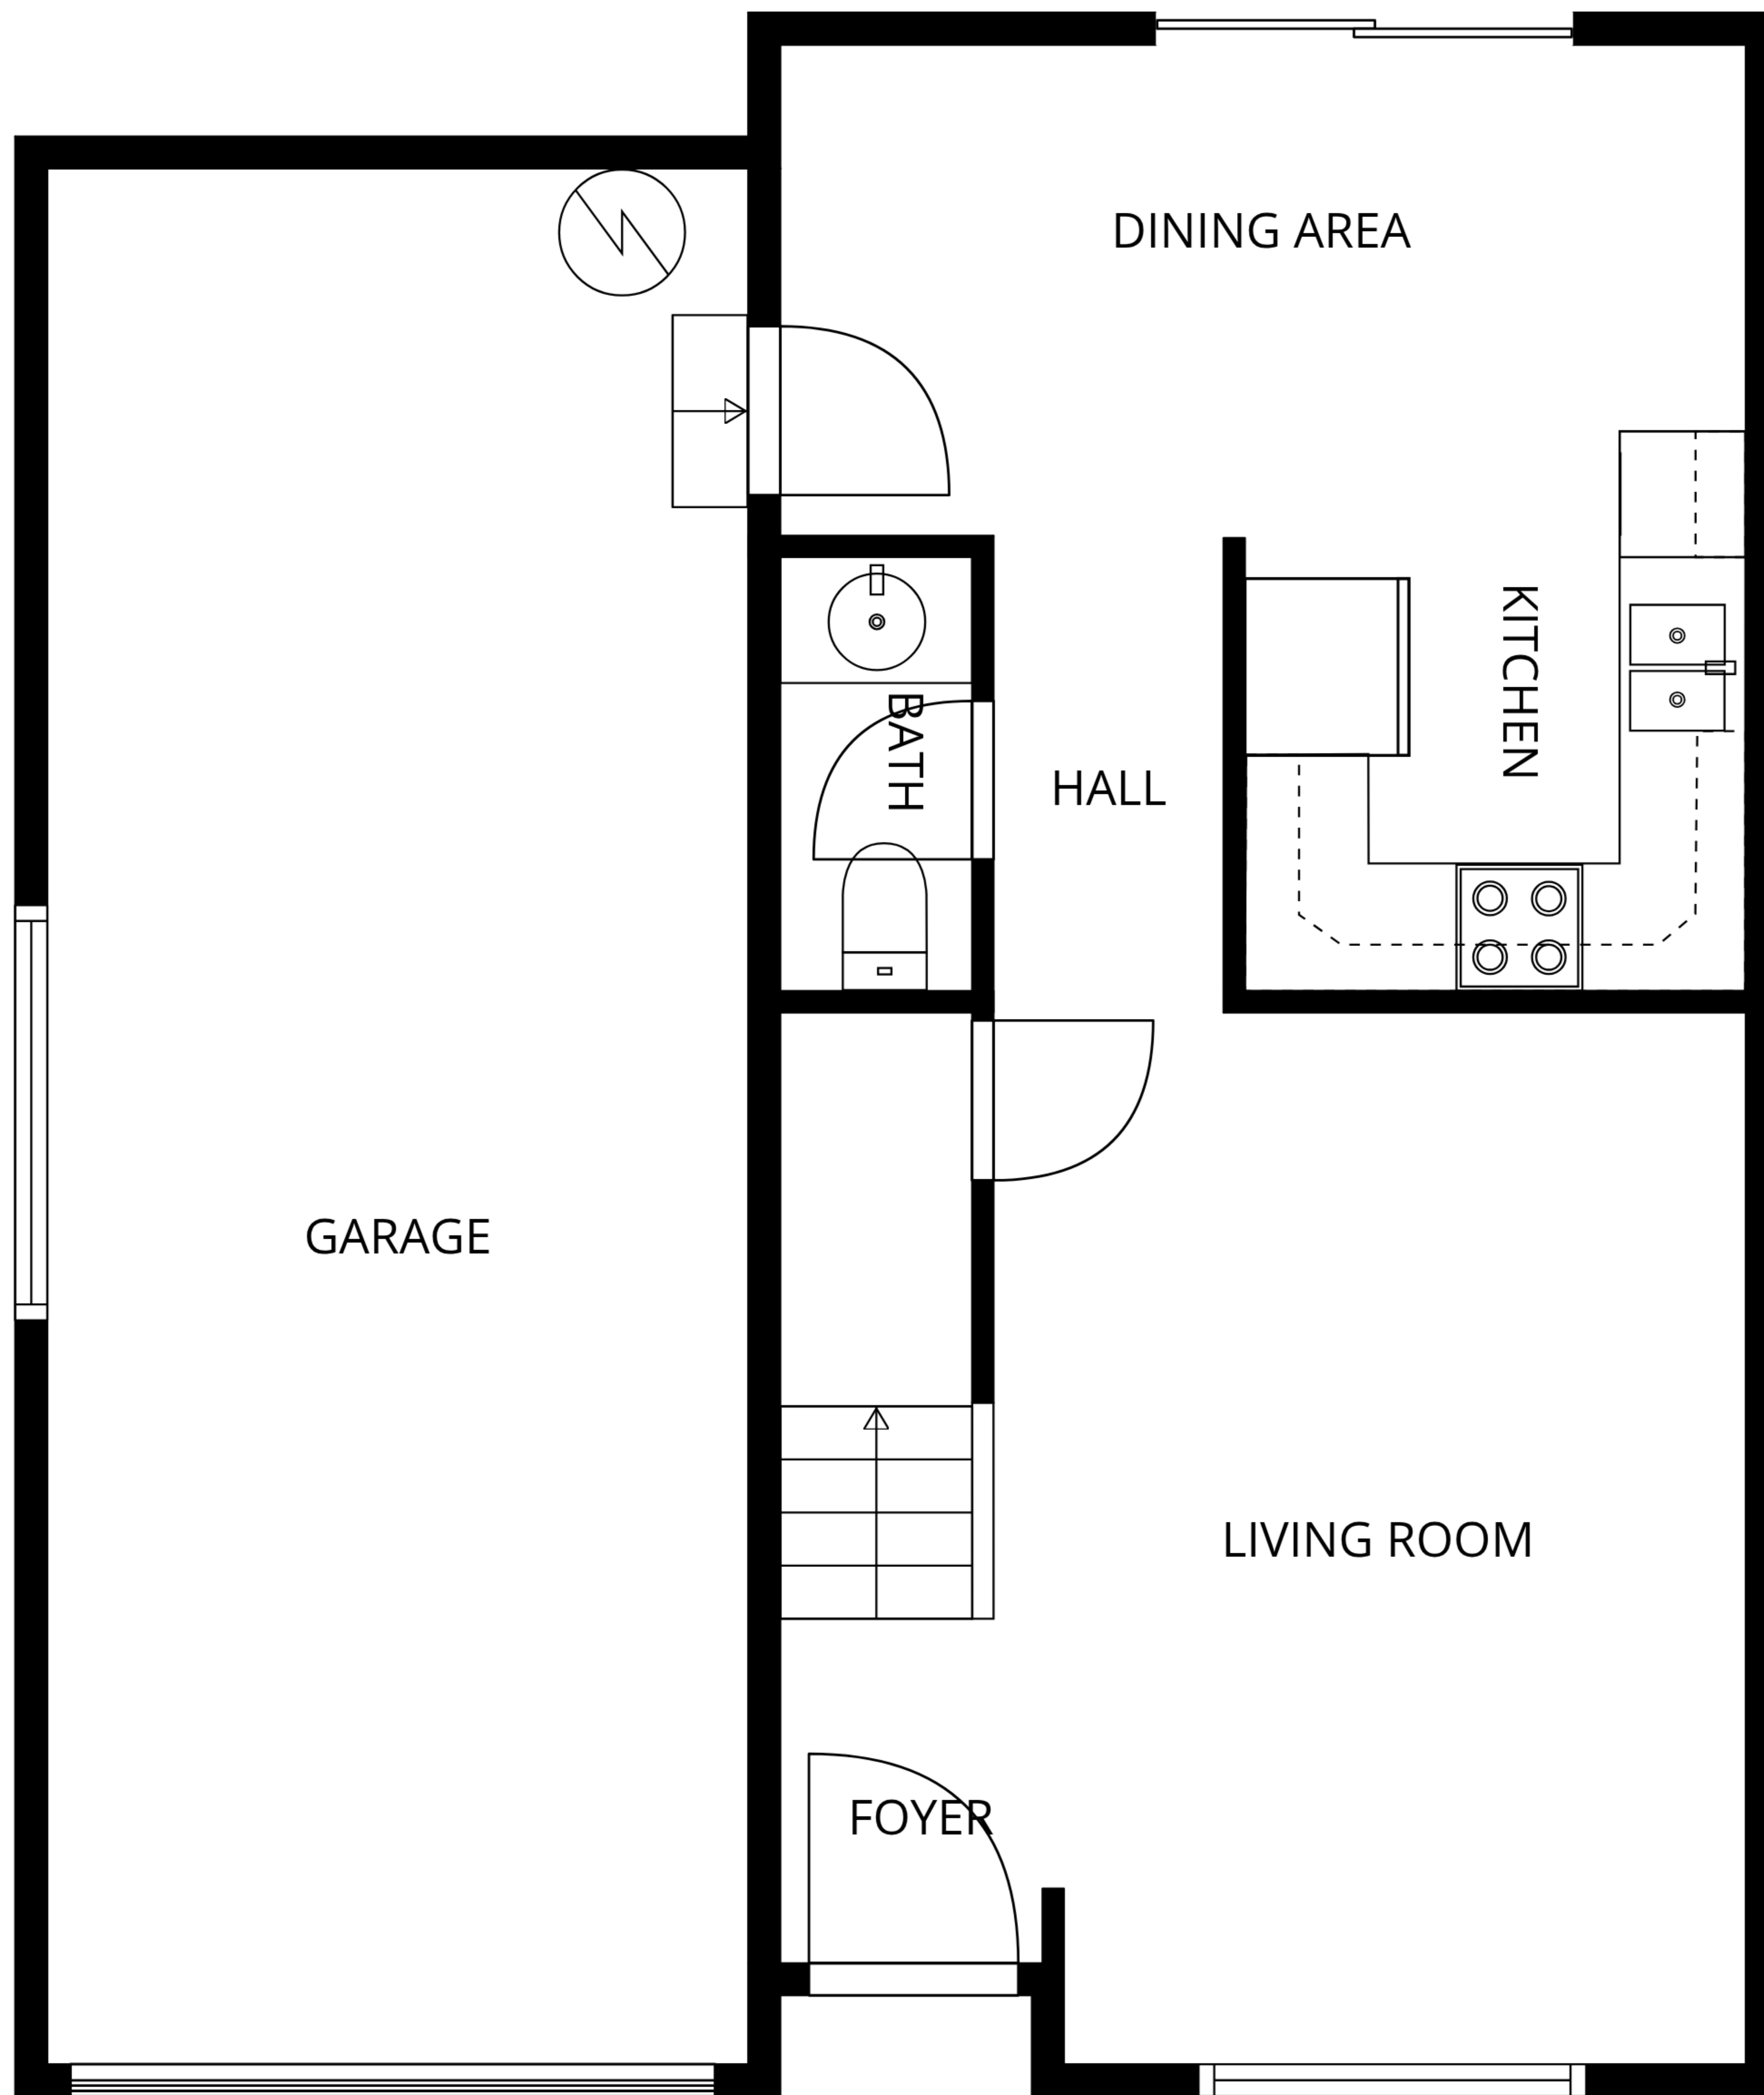 DINING AREA
KITCHEN
BATH
HALL
GARAGE
LIVING ROOM
FOYER